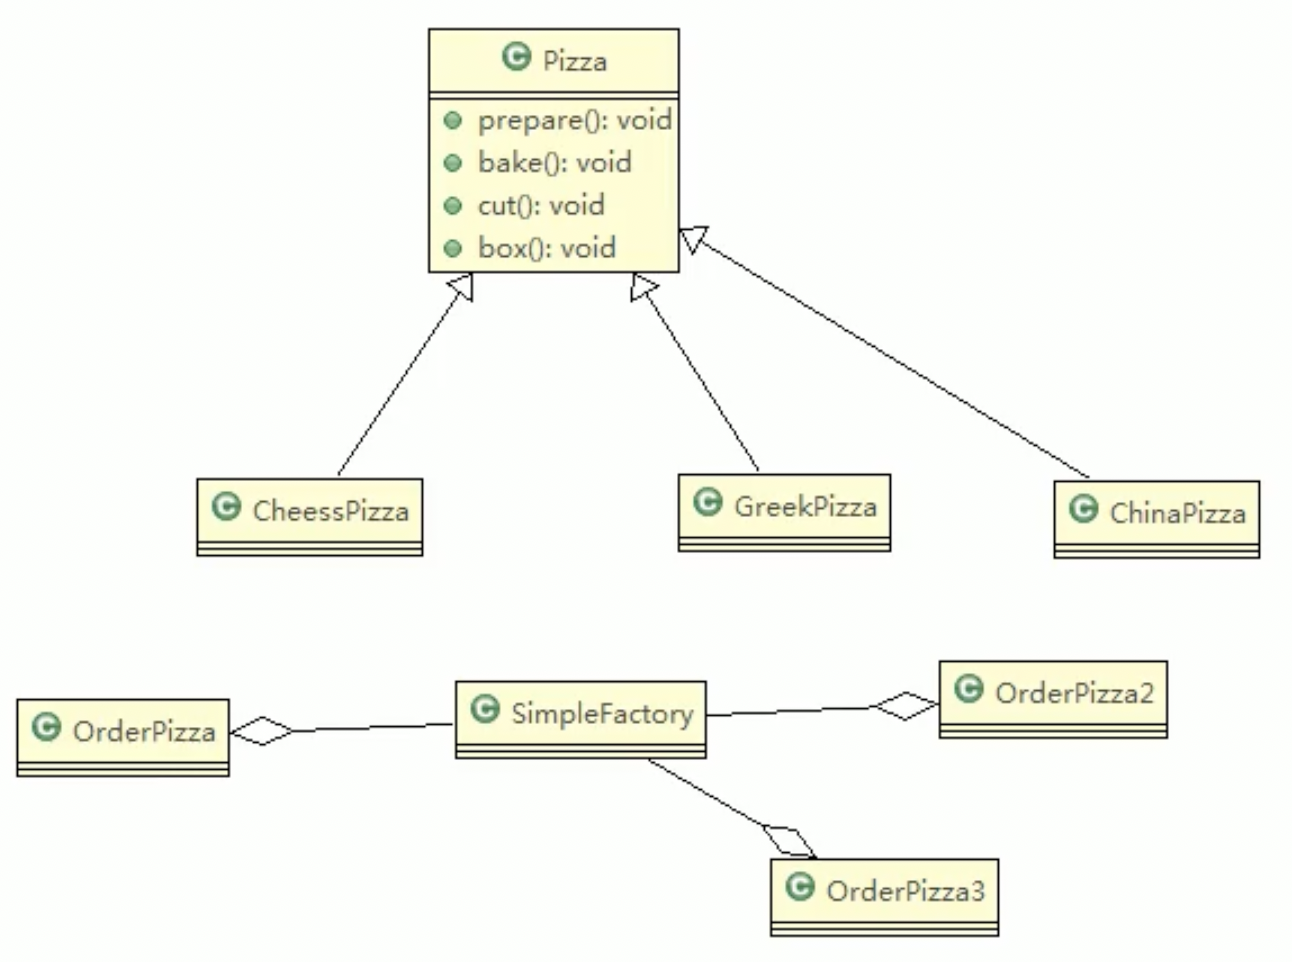 C Pizza
prepare(): void
bake(): void
cut(): void
box(): void
C CheessPizza
C GreekPizza
C ChinaPizza
C OrderPizza
C SimpleFactory
C OrderPizza2
C OrderPizza3